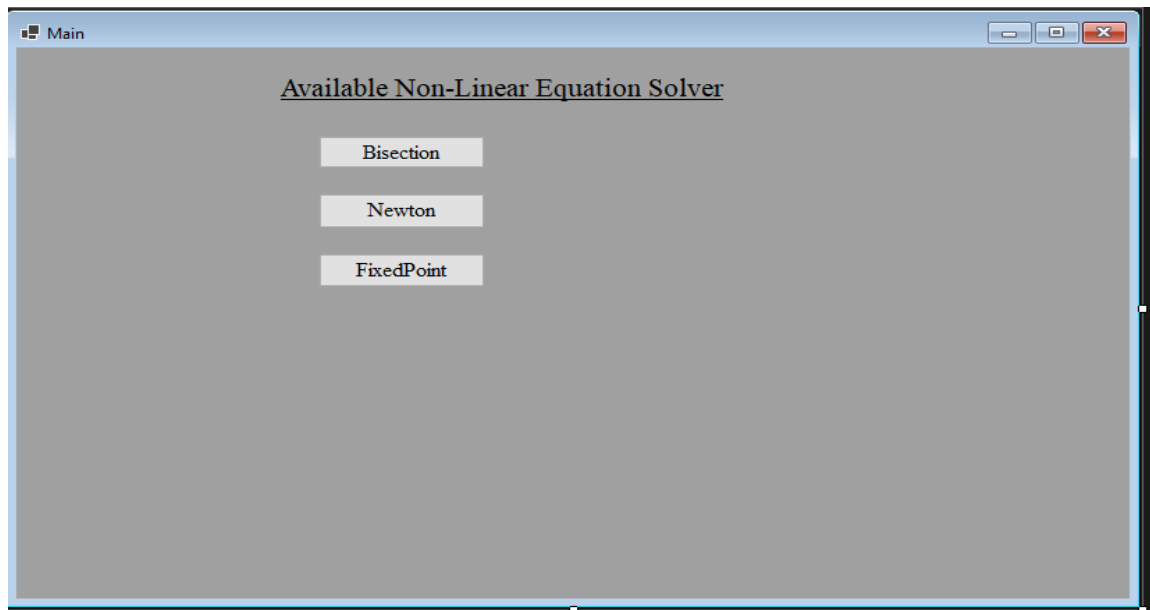 Main
Available Non-Linear Equation Solver
Bisection
Newton
FixedPoint